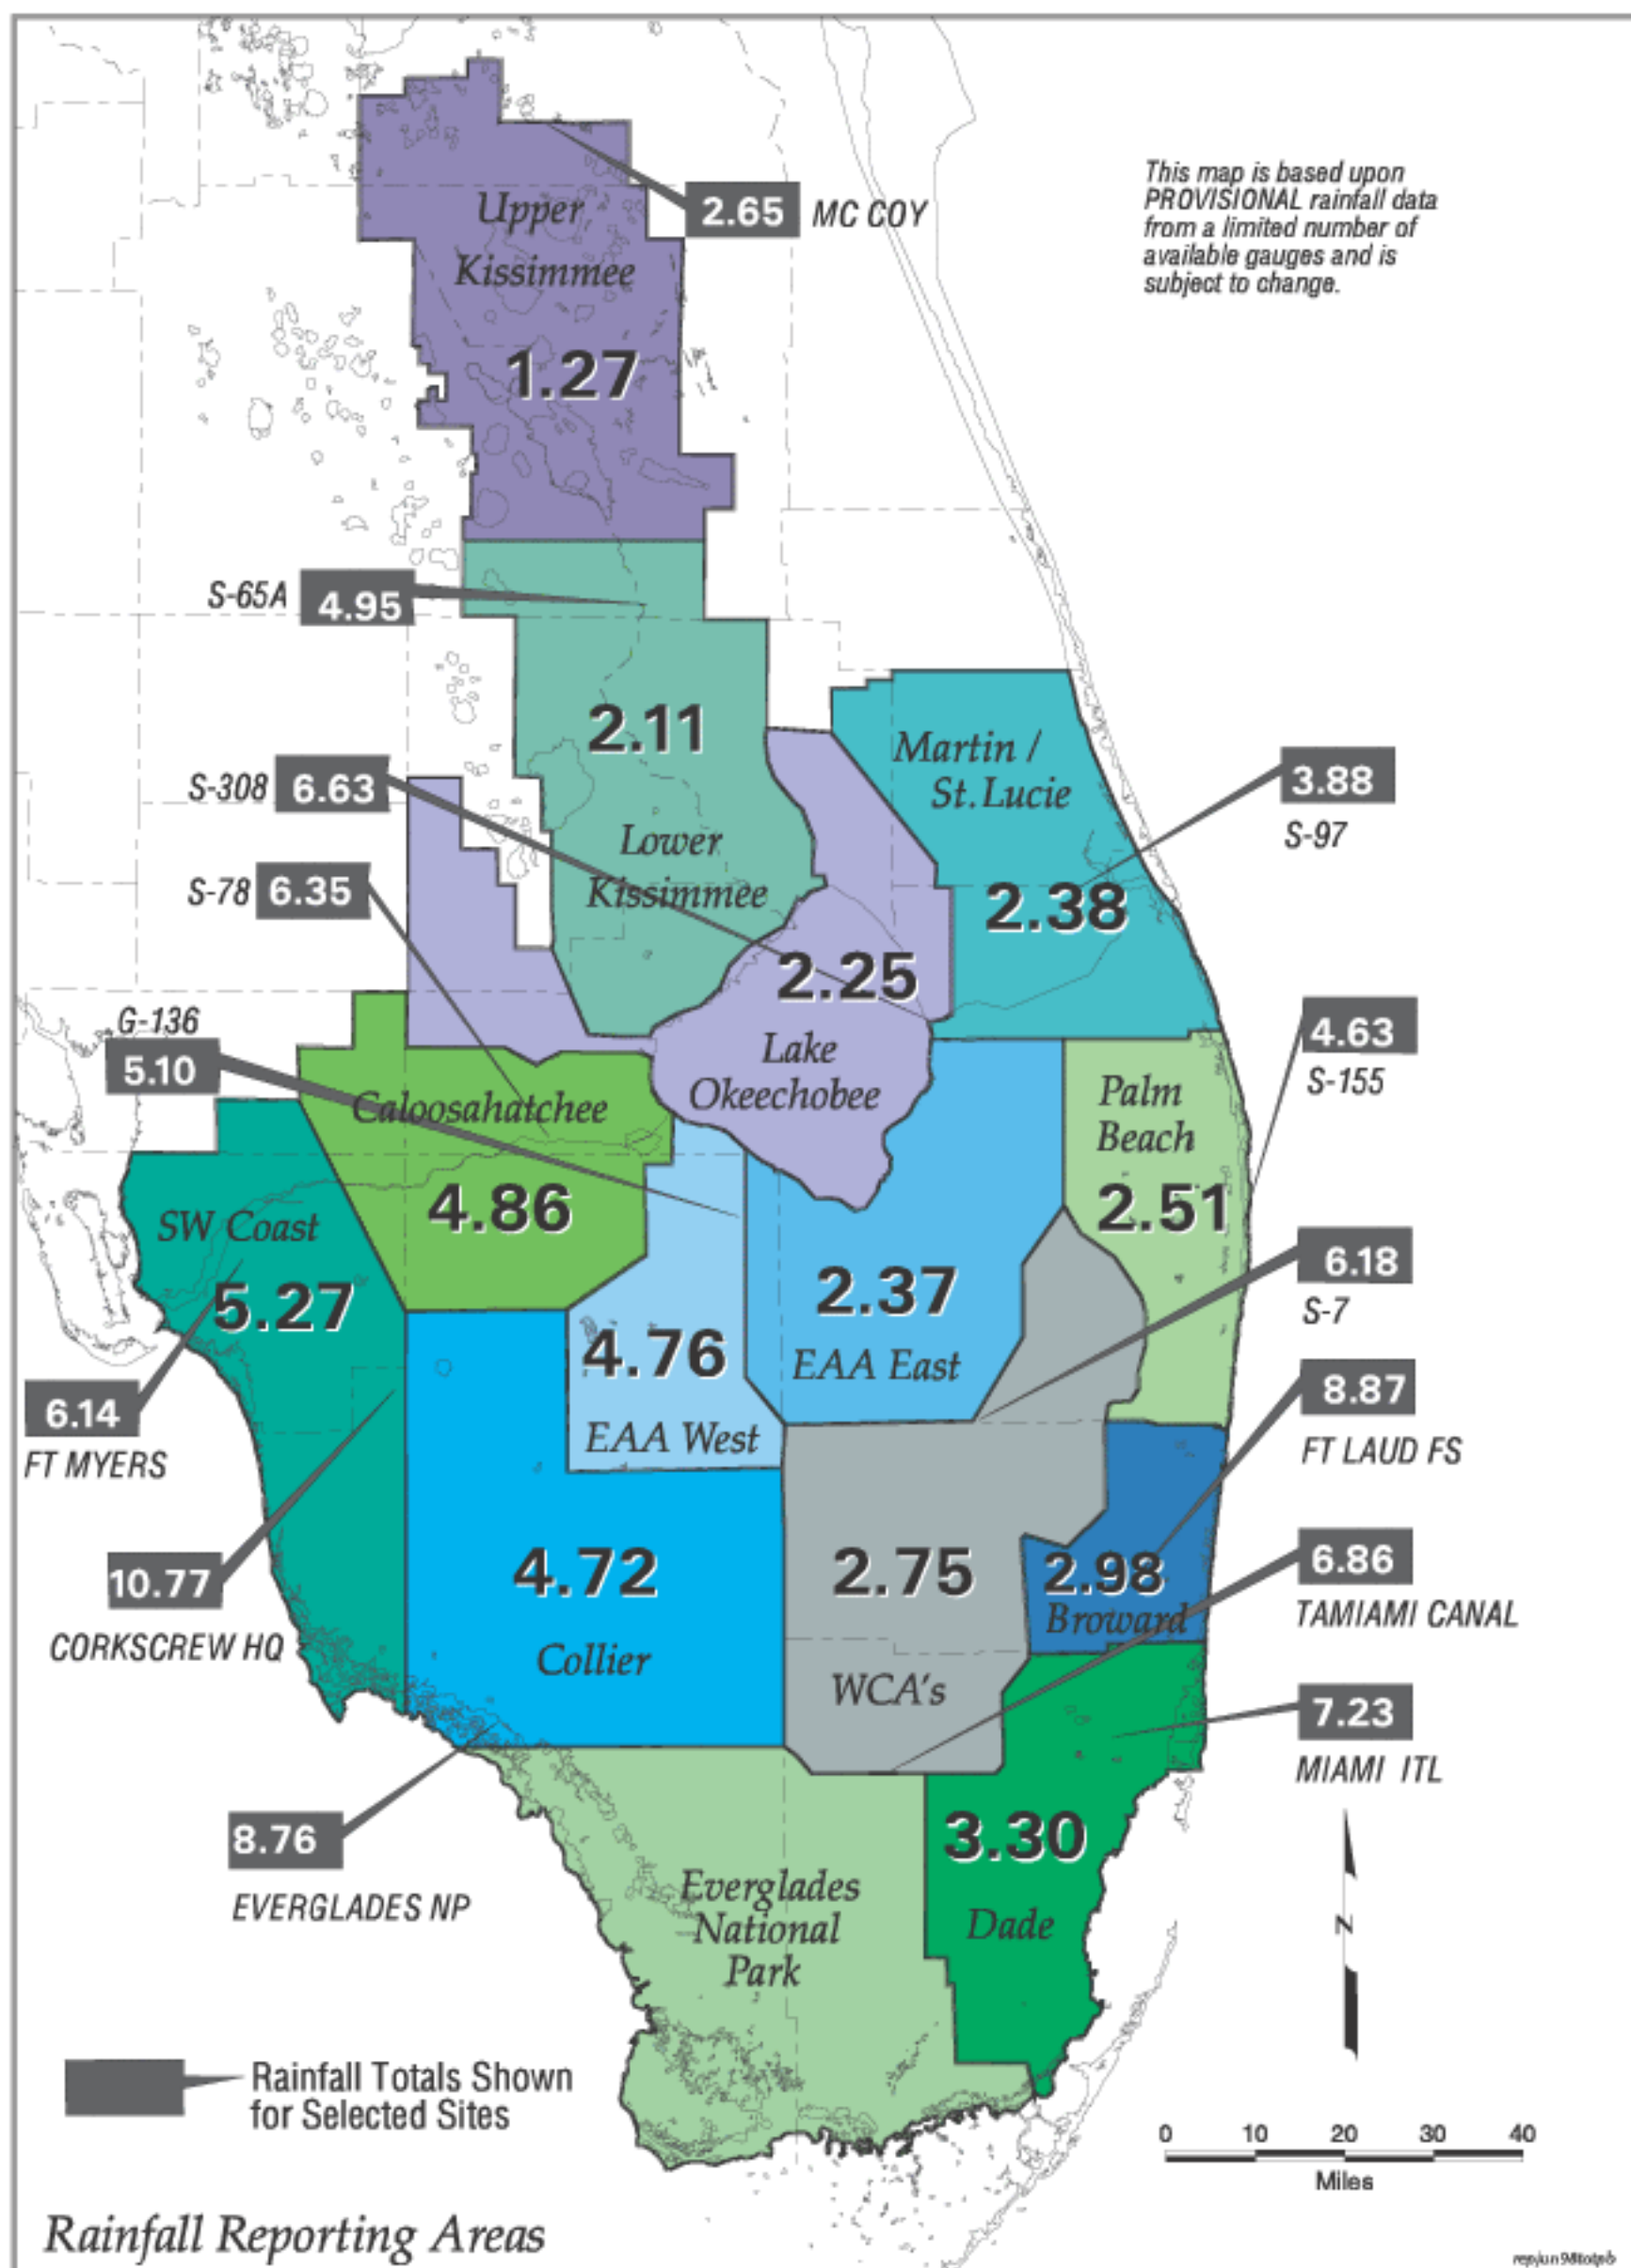 This map is based upon
PROVISIONAL rainfall data
from a limited number of
available gauges and is
subject to change.
2.65 MC COY
Upper
Kissimmee
1.27
S-65A 4.95
2.11
Lower
Kissimmee
Martin /
St.Lucie
2.38
3.88
S-97
S-308 6.63
S-78 6.35
2.25
Lake
Okeechobee
G-136
5.10
4.63
S-155
Caloosahatchee
4.86
Palm
Beach
2.51
SW Coast
5.27
6.18
S-7
2.37
EAA East
4.76
EAA West
6.14
FT MYERS
8.87
FT LAUD FS
10.77
CORKSCREW HQ
4.72
Collier
2.75
WCA's
2.98
Broward
6.86
TAMIAMI CANAL
7.23
MIAMI ITL
8.76
EVERGLADES NP
3.30
Dade
Everglades
National
Park
N
Rainfall Totals Shown
for Selected Sites
0 10 20 30 40
Miles
Rainfall Reporting Areas